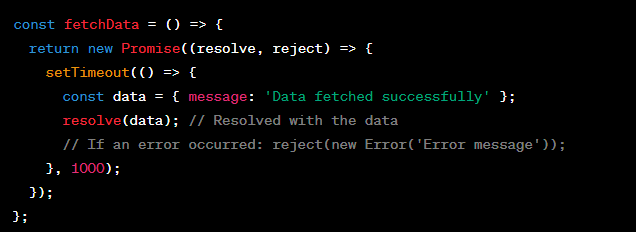 const fetchData = () => {
  return new Promise((resolve, reject) => {
    setTimeout(() => {
      const data = { message: 'Data fetched successfully' };
      resolve(data); // Resolved with the data
      // If an error occurred: reject(new Error('Error message'));
    }, 1000);
  });
};